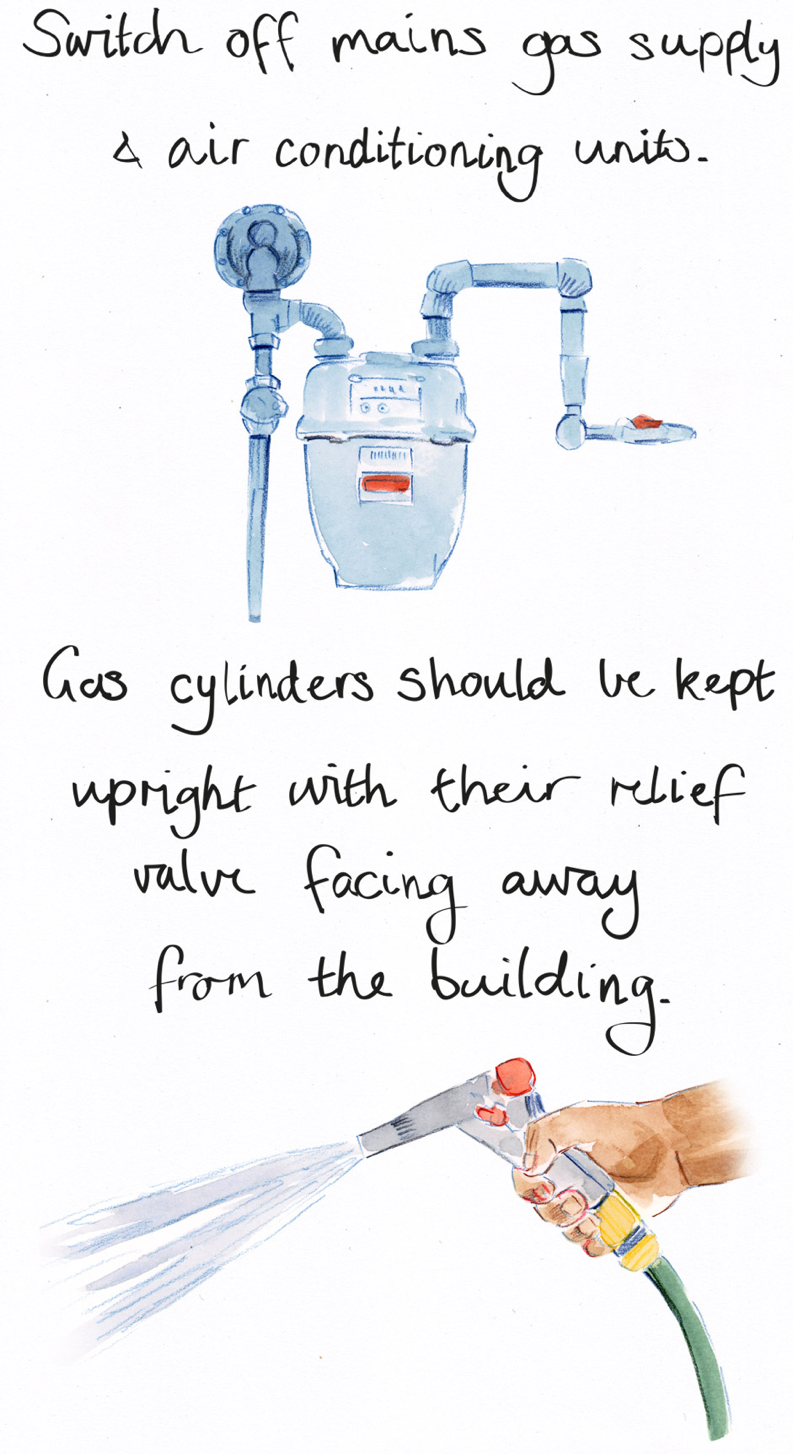 Switch off mains gas supply
& air conditioning units.
Gas cylinders should be kept
upright with their relief
valve facing away
from the building.